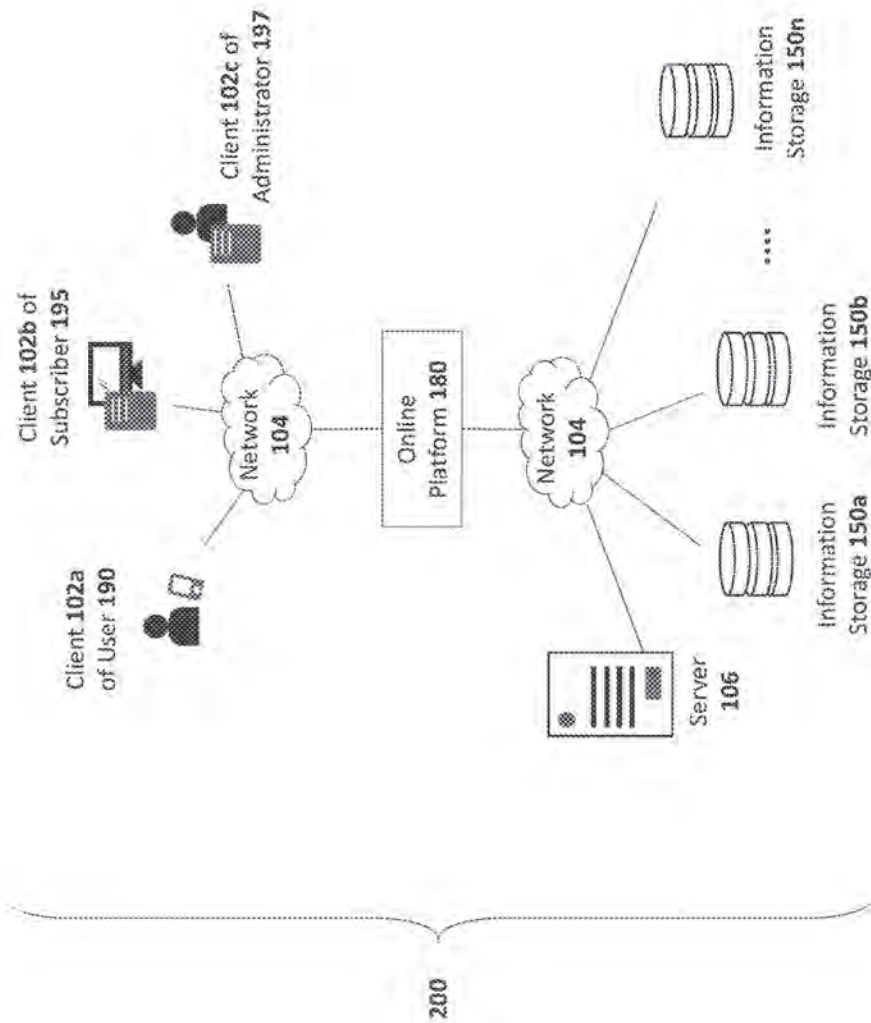 200
Client 102a
of User 190
Client 102b of
Subscriber 195
Client 102c of
Administrator 197
Network
104
Online
Platform 180
Network
104
Server
106
Information
Storage 150a
Information
Storage 150b
....
Information
Storage 150n